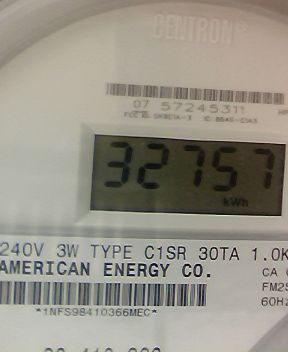 CENTRON®
07 57245311
32757
kWh
240V 3W TYPE C1SR 30TA 1.0K
AMERICAN ENERGY CO.
CA
FM2S
60Hz
*1NFS98410366MEC*